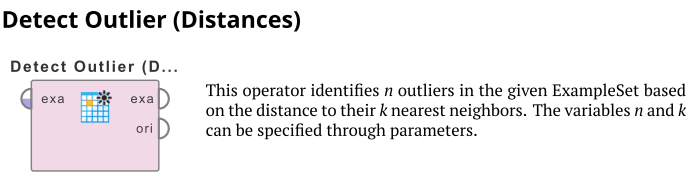 Detect Outlier (Distances)
Detect Outlier (D...
exa exa
ori
This operator identifies n outliers in the given ExampleSet based
on the distance to their k nearest neighbors. The variables n and k
can be specified through parameters.